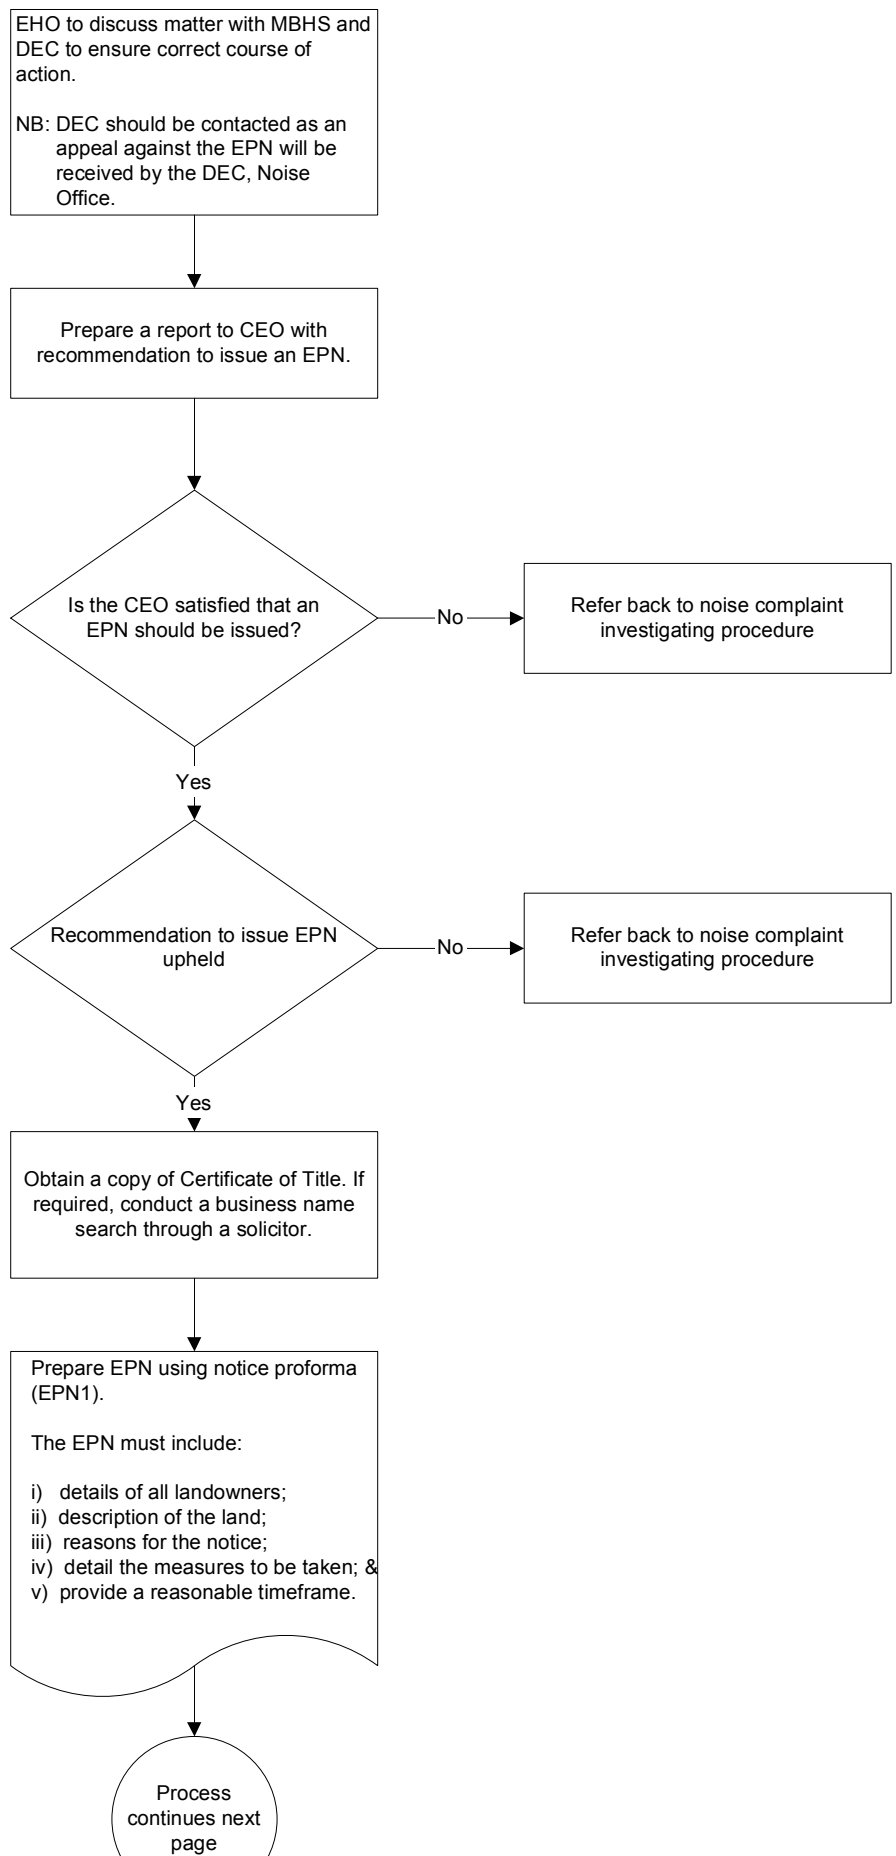 EHO to discuss matter with MBHS and
DEC to ensure correct course of
action.
NB: DEC should be contacted as an
appeal against the EPN will be
received by the DEC, Noise
Office.
Prepare a report to CEO with
recommendation to issue an EPN.
Is the CEO satisfied that an
EPN should be issued?
No
Refer back to noise complaint
investigating procedure
Yes
Recommendation to issue EPN
upheld
No
Refer back to noise complaint
investigating procedure
Yes
Obtain a copy of Certificate of Title. If
required, conduct a business name
search through a solicitor.
Prepare EPN using notice proforma
(EPN1).
The EPN must include:
i) details of all landowners;
ii) description of the land;
iii) reasons for the notice;
iv) detail the measures to be taken; &
v) provide a reasonable timeframe.
Process
continues next
page